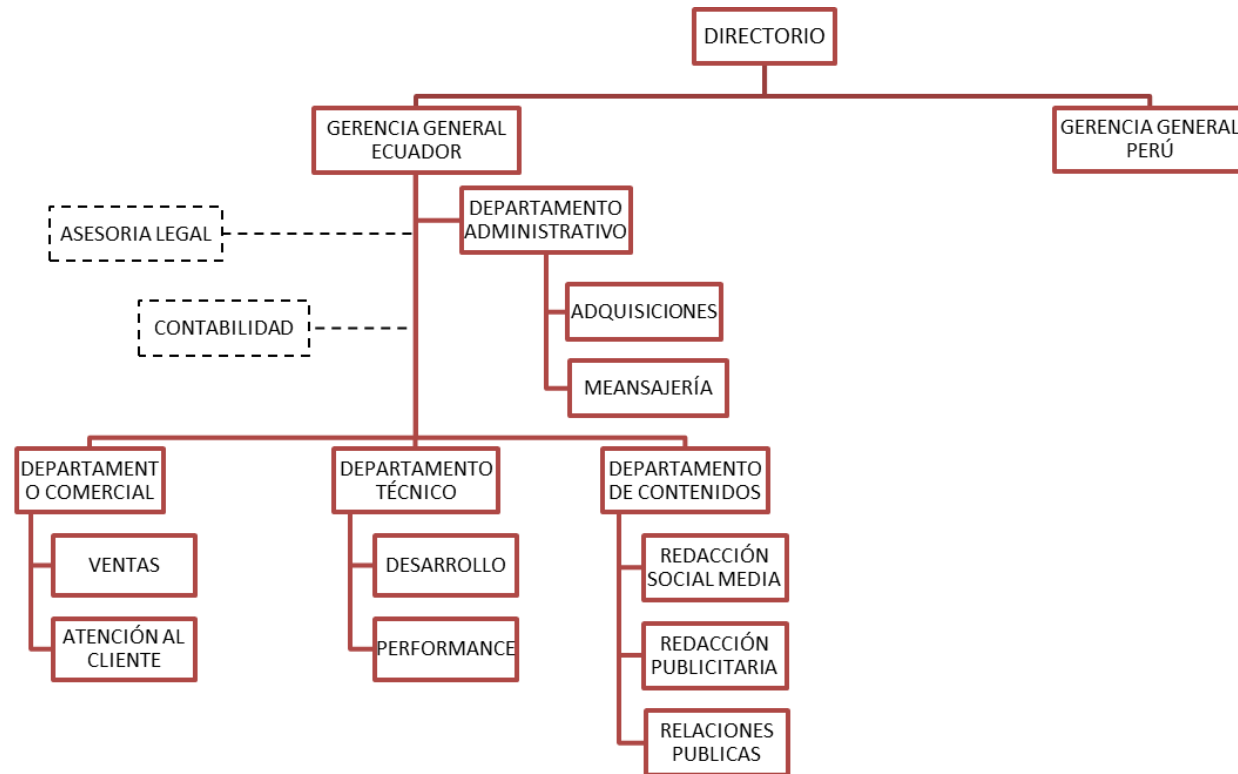 DIRECTORIO
GERENCIA GENERAL
ECUADOR
GERENCIA GENERAL
PERÚ
DEPARTAMENTO
ADMINISTRATIVO
ASESORIA LEGAL
ADQUISICIONES
CONTABILIDAD
MEANSAJERÍA
DEPARTAMENT
O COMERCIAL
DEPARTAMENTO
TÉCNICO
DEPARTAMENTO
DE CONTENIDOS
VENTAS
DESARROLLO
REDACCIÓN
SOCIAL MEDIA
ATENCIÓN AL
CLIENTE
PERFORMANCE
REDACCIÓN
PUBLICITARIA
RELACIONES
PUBLICAS